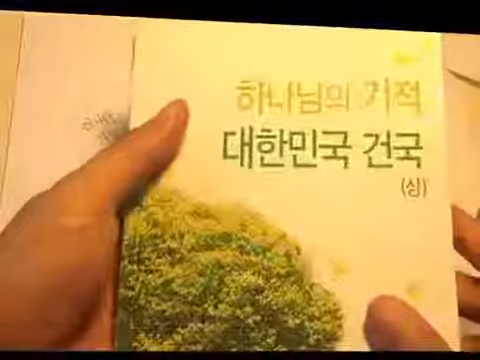 하나님의 기적
대한민국 건국
(상)